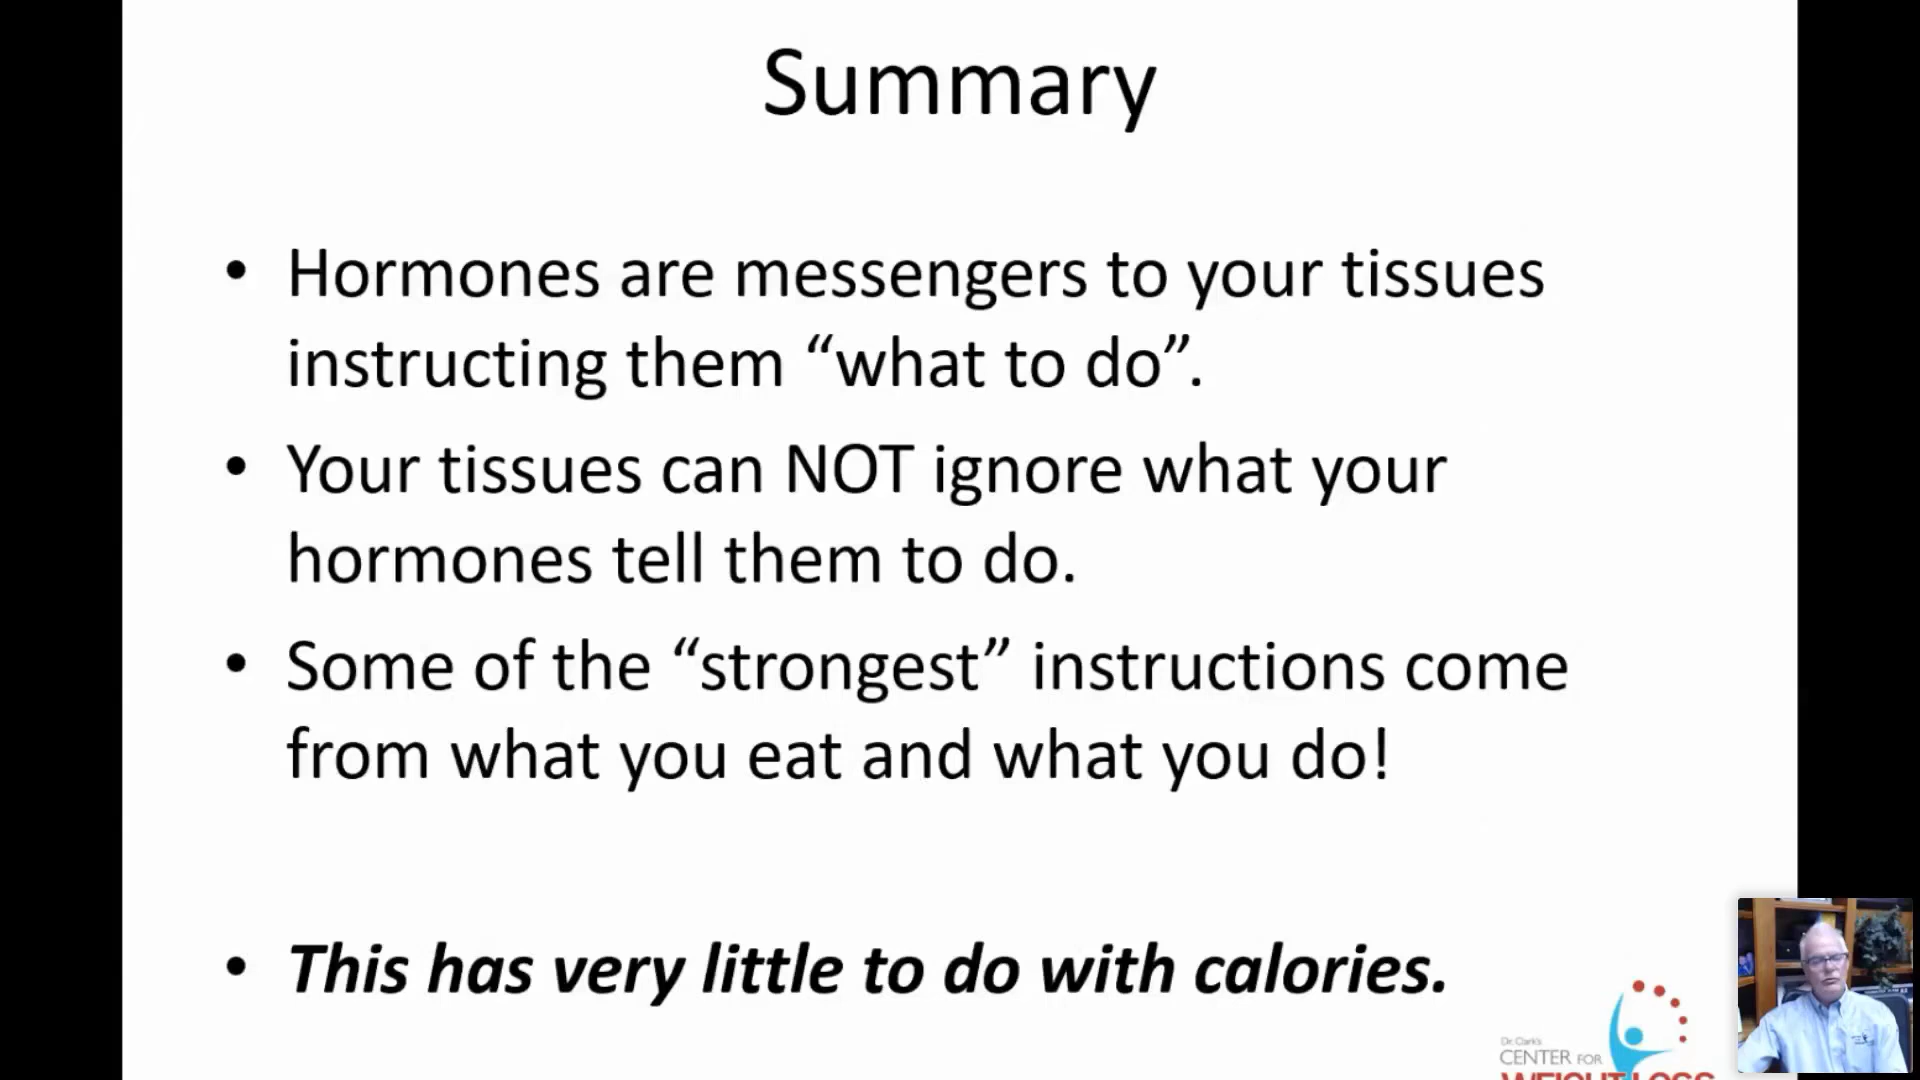 Summary
• Hormones are messengers to your tissues
instructing them “what to do”.
• Your tissues can NOT ignore what your
hormones tell them to do.
• Some of the “strongest” instructions come
from what you eat and what you do!
• This has very little to do with calories.
Dr. Clark's
CENTER FOR
WEIGHT LOSS